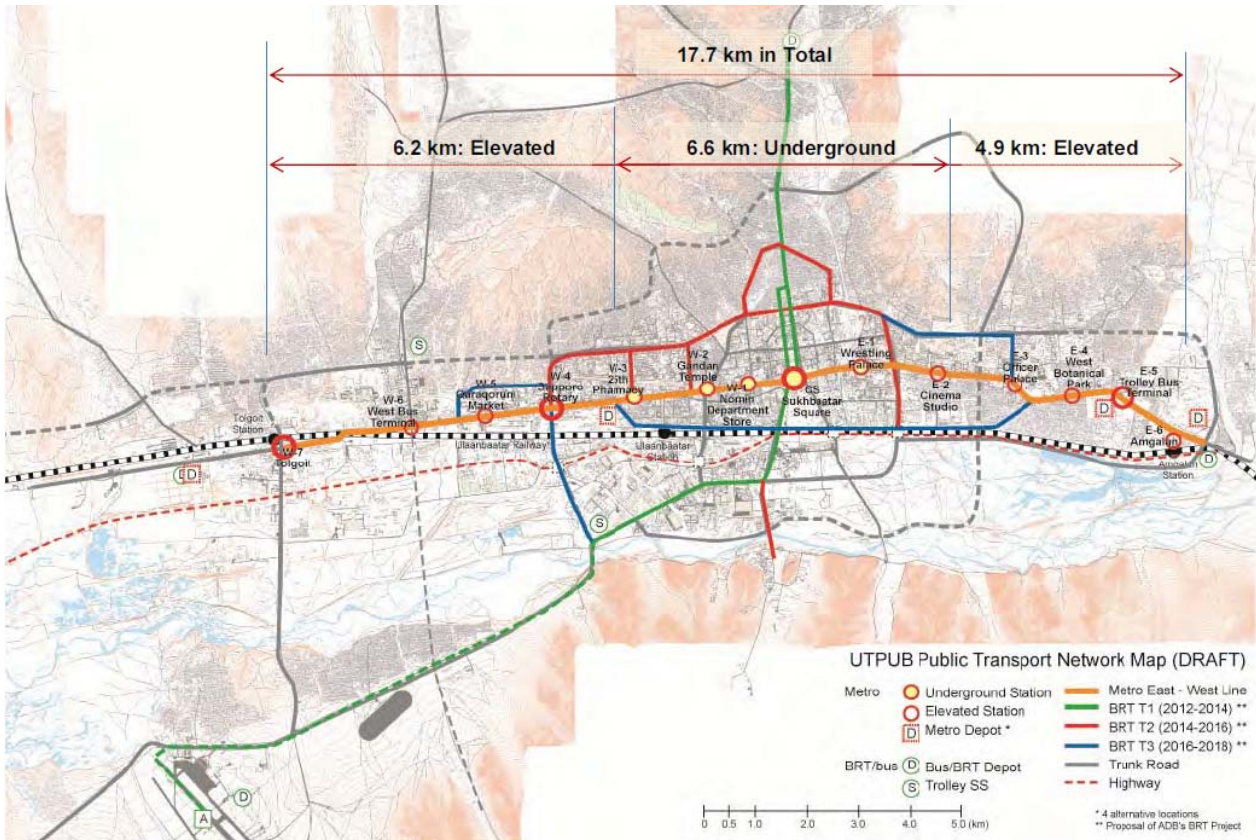 17.7 km in Total
6.2 km: Elevated
6.6 km: Underground
4.9 km: Elevated
D
S
W-7
Tolgoit
Tolgoit
Station
W-6
West Bus
Terminal
W-5
Qaraqorum
Market
W-4
Sapporo
Rotary
W-3
25th
Pharmacy
W-2
Gandan
Temple
W-1
Nomin
Department
Store
CS
Sukhbaatar
Square
E-1
Wrestling
Palace
E-2
Cinema
Studio
E-3
Officer
Palace
E-4
West
Botanical
Park
E-5
Trolley Bus
Terminal
E-6
Amgalan
Amgalan
Station
Ulaanbaatar Railway
Ulaanbaatar
Station
D
D
D
D
D
D
S
D
A
UTPUB Public Transport Network Map (DRAFT)
Metro
Underground Station
Elevated Station
D Metro Depot *
BRT/bus
D Bus/BRT Depot
S Trolley SS
Metro East - West Line
BRT T1 (2012-2014) **
BRT T2 (2014-2016) **
BRT T3 (2016-2018) **
Trunk Road
Highway
0 0.5 1.0 2.0 3.0 4.0 5.0 (km)
* 4 alternative locations
** Proposal of ADB's BRT Project